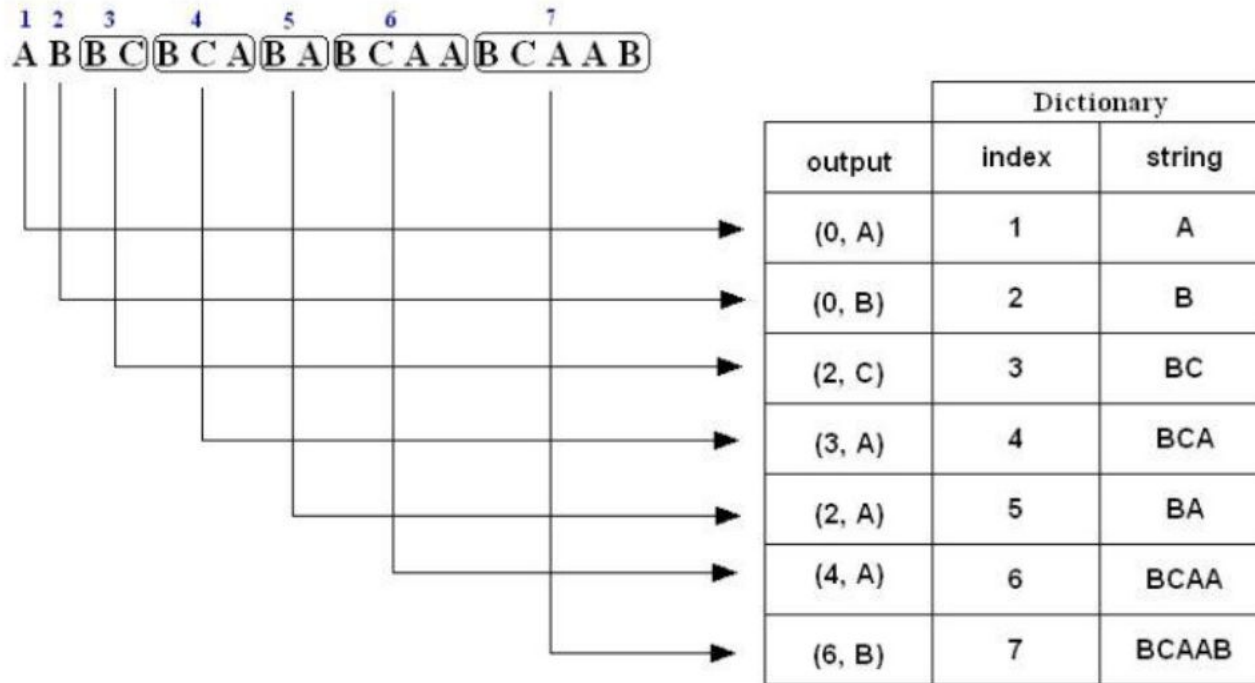 1 2 3 4 5 6 7
A B B C B C A B A B C A A B C A A B
Dictionary
output index string
(0, A) 1 A
(0, B) 2 B
(2, C) 3 BC
(3, A) 4 BCA
(2, A) 5 BA
(4, A) 6 BCAA
(6, B) 7 BCAAB